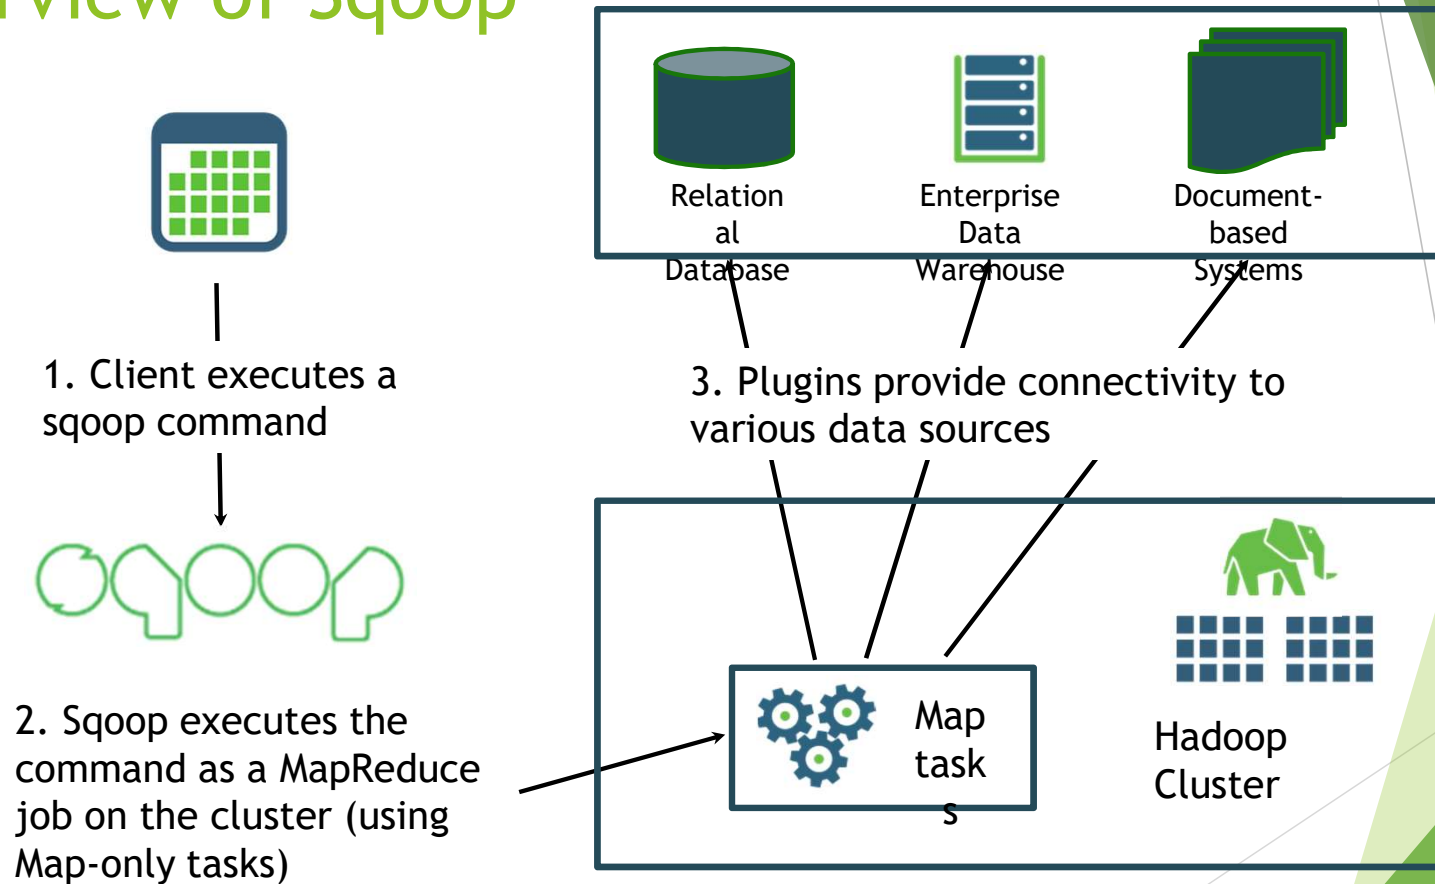 rview of Sqoop
Relation
al
Database
Enterprise
Data
Warehouse
Document-
based
Systems
1. Client executes a
sqoop command
3. Plugins provide connectivity to
various data sources
sqoop
2. Sqoop executes the
command as a MapReduce
job on the cluster (using
Map-only tasks)
Map
task
s
Hadoop
Cluster